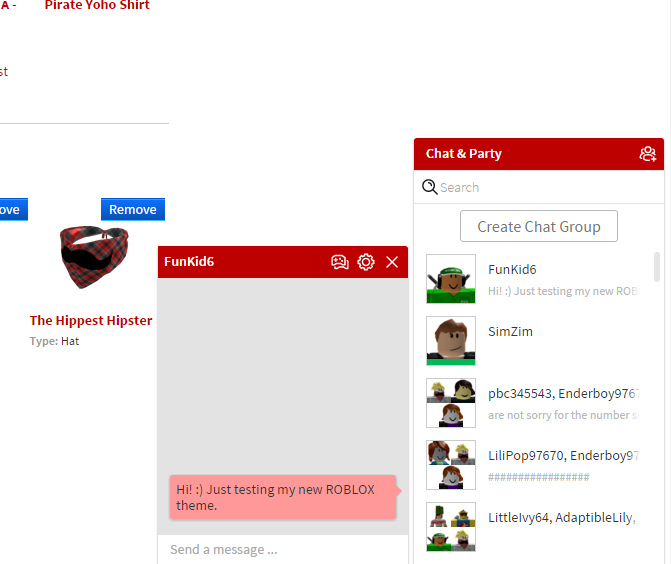 A -
Pirate Yoho Shirt
st
ove
Remove
The Hippest Hipster
Type: Hat
FunKid6
Hi! :) Just testing my new ROBLOX
theme.
Send a message ...
Chat & Party
Search
Create Chat Group
FunKid6
Hi! :) Just testing my new ROB
SimZim
pbc345543, Enderboy9767
are not sorry for the number s
LiliPop97670, Enderboy97
#################
LittleIvy64, AdaptibleLily,